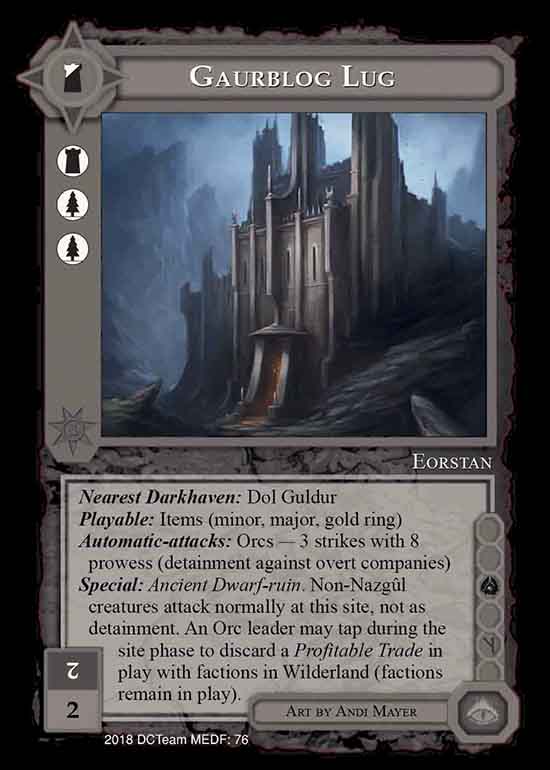 GAURBLOG LUG
EORSTAN
Nearest Darkhaven: Dol Guldur
Playable: Items (minor, major, gold ring)
Automatic-attacks: Orcs — 3 strikes with 8
prowess (detainment against overt companies)
Special: Ancient Dwarf-ruin. Non-Nazgûl
creatures attack normally at this site, not as
detainment. An Orc leader may tap during the
site phase to discard a Profitable Trade in
play with factions in Wilderland (factions
remain in play).
2
2
ART BY ANDI MAYER
2018 DCTeam MEDF: 76